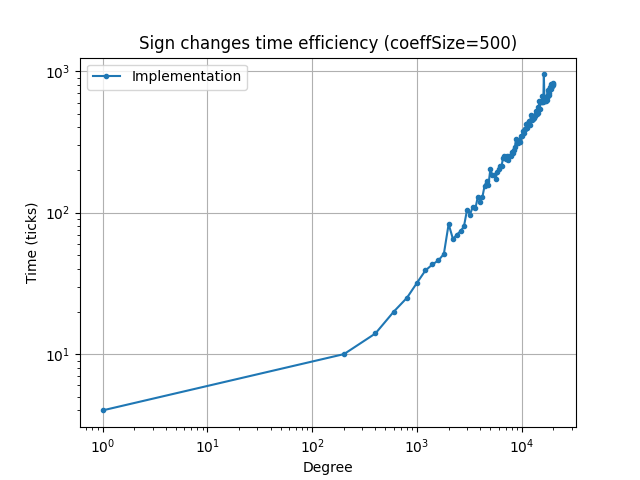 Sign changes time efficiency (coeffSize=500)
Implementation
10³
10²
10¹
Time (ticks)
10⁰ 10¹ 10² 10³ 10⁴
Degree